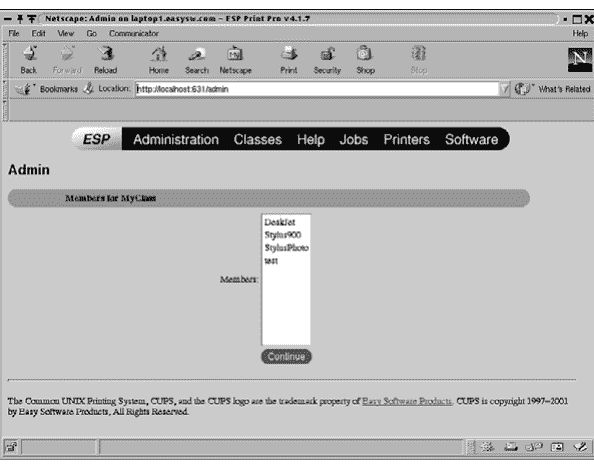 Netscape: Admin on laptop1.easysw.com - ESP Print Pro v4.1.7
File Edit View Go Communicator Help
Back Forward Reload Home Search Netscape Print Security Shop Stop
N
Bookmarks Location: http://localhost:631/admin What's Related
ESP Administration Classes Help Jobs Printers Software
Admin
Members for MyClass
DeskJet
Stylus900
StylusPhoto
test
Members:
Continue
The Common UNIX Printing System, CUPS, and the CUPS logo are the trademark property of Easy Software Products. CUPS is copyright 1997-2001
by Easy Software Products, All Rights Reserved.